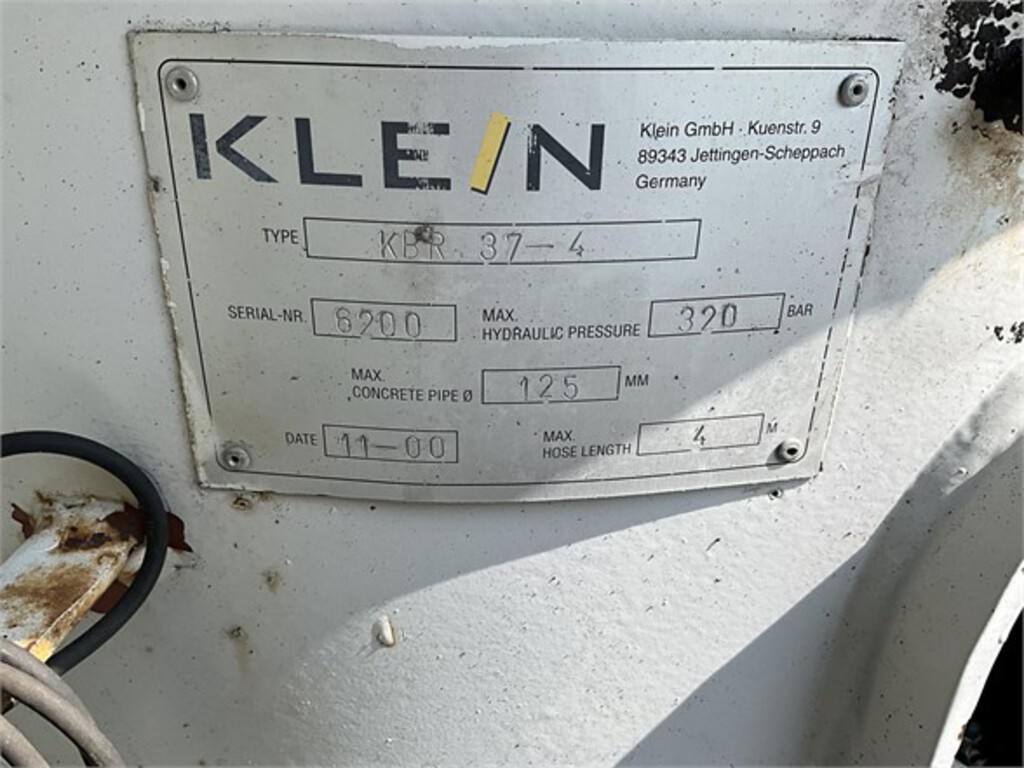 KLEIN
Klein GmbH · Kuenstr. 9
89343 Jettingen-Scheppach
Germany
TYPE KBR 37-4
SERIAL-NR. 6200 MAX. HYDRAULIC PRESSURE 320 BAR
MAX. CONCRETE PIPE Ø 125 MM
DATE 11-00 MAX. HOSE LENGTH 4 M